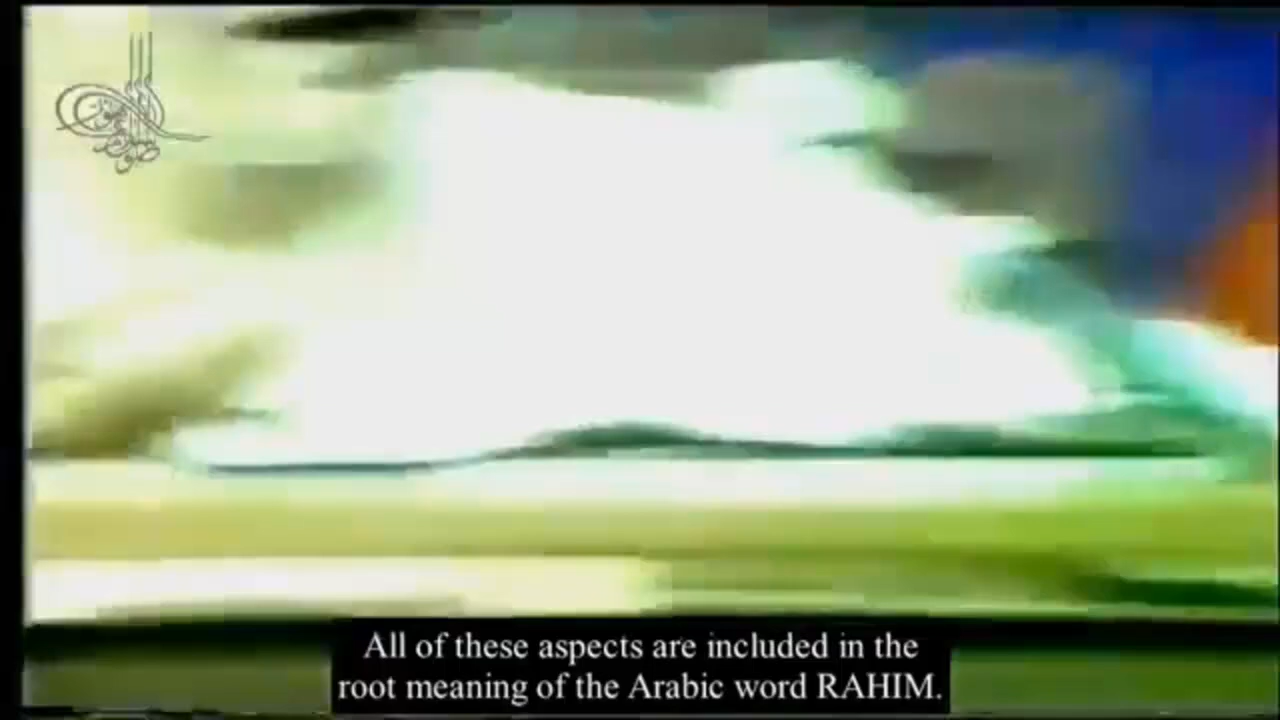 All of these aspects are included in the
root meaning of the Arabic word RAHIM.